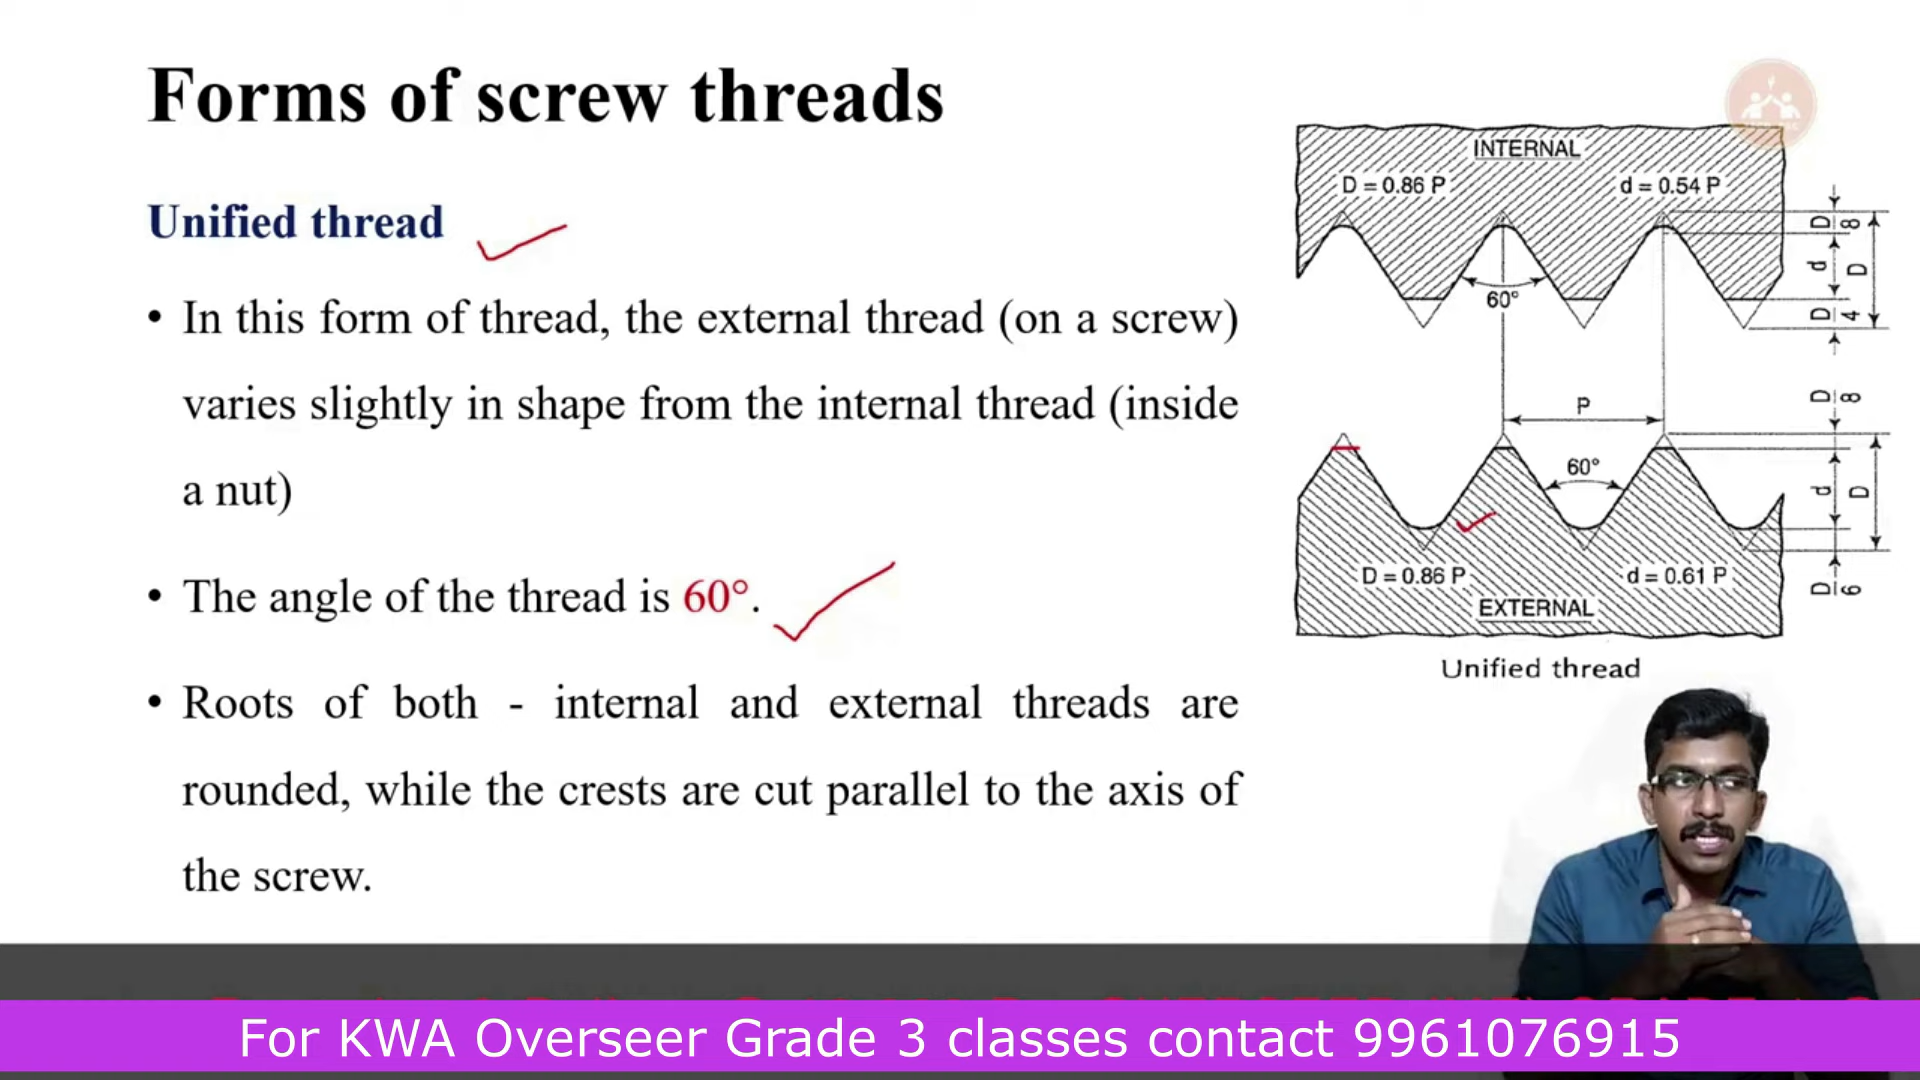 Forms of screw threads
Unified thread
• In this form of thread, the external thread (on a screw)
varies slightly in shape from the internal thread (inside
a nut)
• The angle of the thread is 60°.
• Roots of both - internal and external threads are
rounded, while the crests are cut parallel to the axis of
the screw.
INTERNAL
D = 0.86 P
d = 0.54 P
60°
D
8
d
D
D
4
P
D
8
60°
d
D
D = 0.86 P
d = 0.61 P
D
6
EXTERNAL
Unified thread
For KWA Overseer Grade 3 classes contact 9961076915